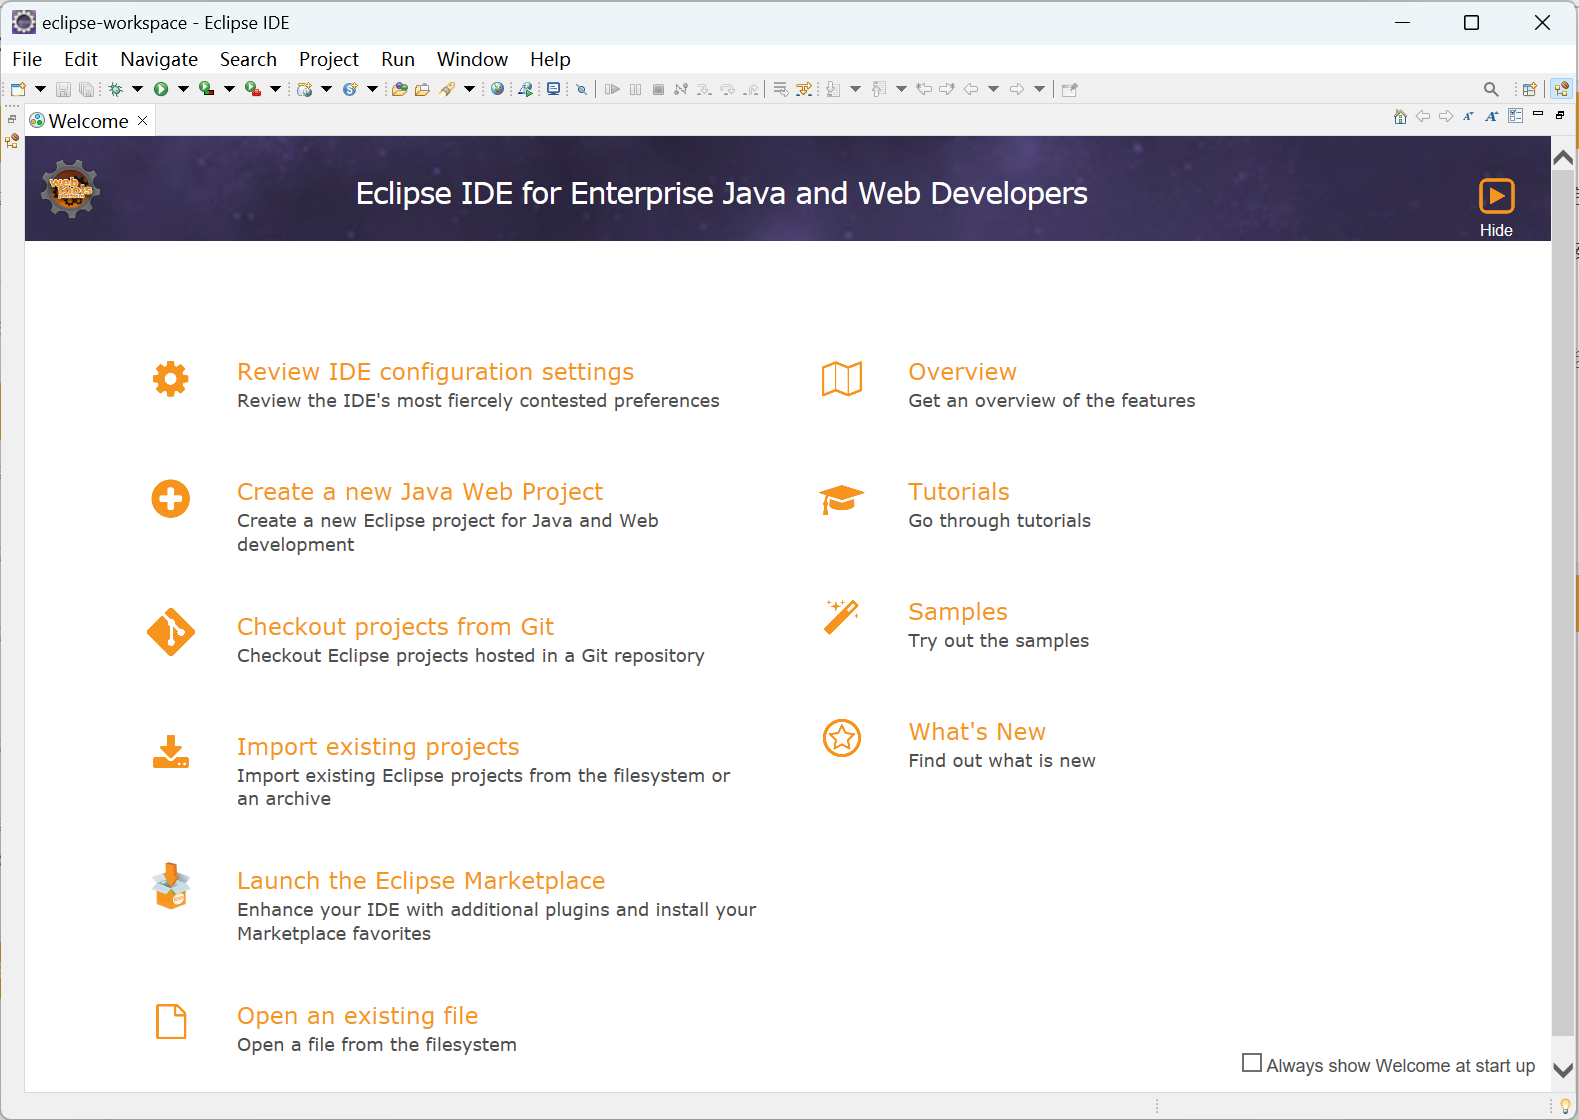 eclipse-workspace - Eclipse IDE
File Edit Navigate Search Project Run Window Help
Welcome
web tools
Eclipse IDE for Enterprise Java and Web Developers
Hide
Review IDE configuration settings
Review the IDE's most fiercely contested preferences
Create a new Java Web Project
Create a new Eclipse project for Java and Web
development
Checkout projects from Git
Checkout Eclipse projects hosted in a Git repository
Import existing projects
Import existing Eclipse projects from the filesystem or
an archive
Launch the Eclipse Marketplace
Enhance your IDE with additional plugins and install your
Marketplace favorites
Open an existing file
Open a file from the filesystem
Overview
Get an overview of the features
Tutorials
Go through tutorials
Samples
Try out the samples
What's New
Find out what is new
Always show Welcome at start up